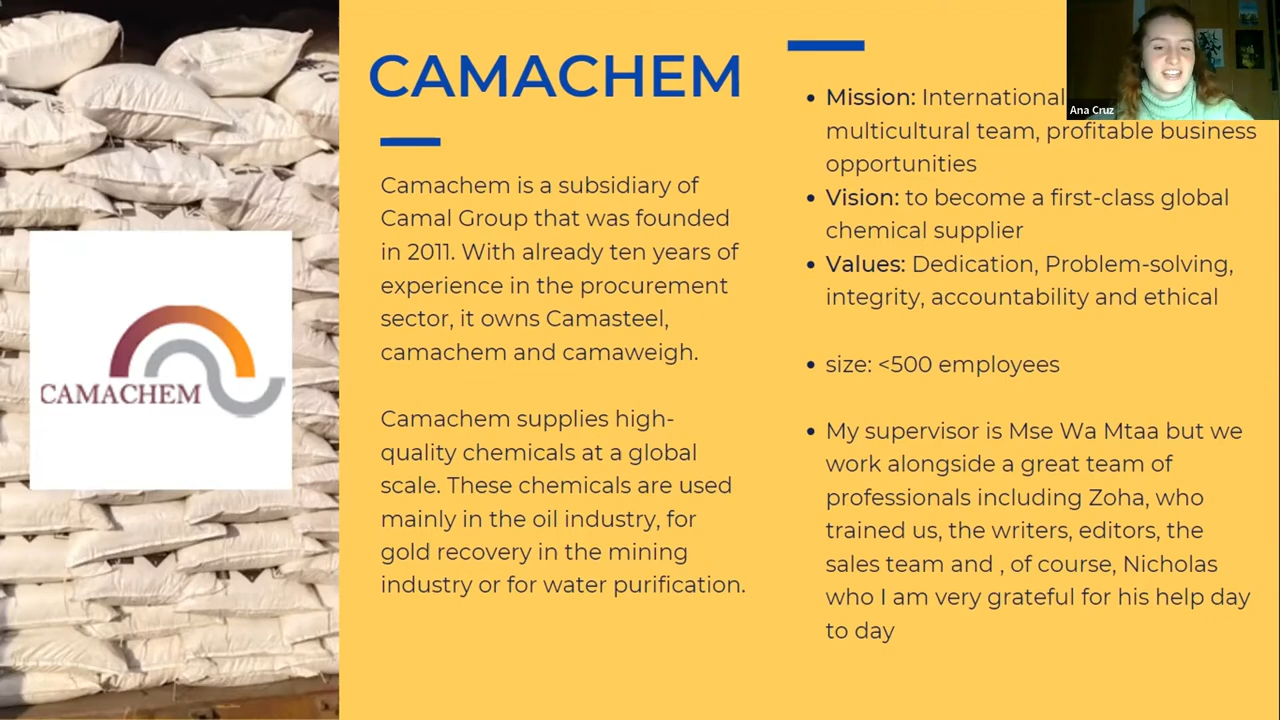 CAMACHEM
Camachem is a subsidiary of
Camal Group that was founded
in 2011. With already ten years of
experience in the procurement
sector, it owns Camasteel,
camachem and camaweigh.
Camachem supplies high-
quality chemicals at a global
scale. These chemicals are used
mainly in the oil industry, for
gold recovery in the mining
industry or for water purification.
CAMACHEM
Mission: International
multicultural team, profitable business
opportunities
Vision: to become a first-class global
chemical supplier
Values: Dedication, Problem-solving,
integrity, accountability and ethical
size: <500 employees
My supervisor is Mse Wa Mtaa but we
work alongside a great team of
professionals including Zoha, who
trained us, the writers, editors, the
sales team and , of course, Nicholas
who I am very grateful for his help day
to day
Ana Cruz